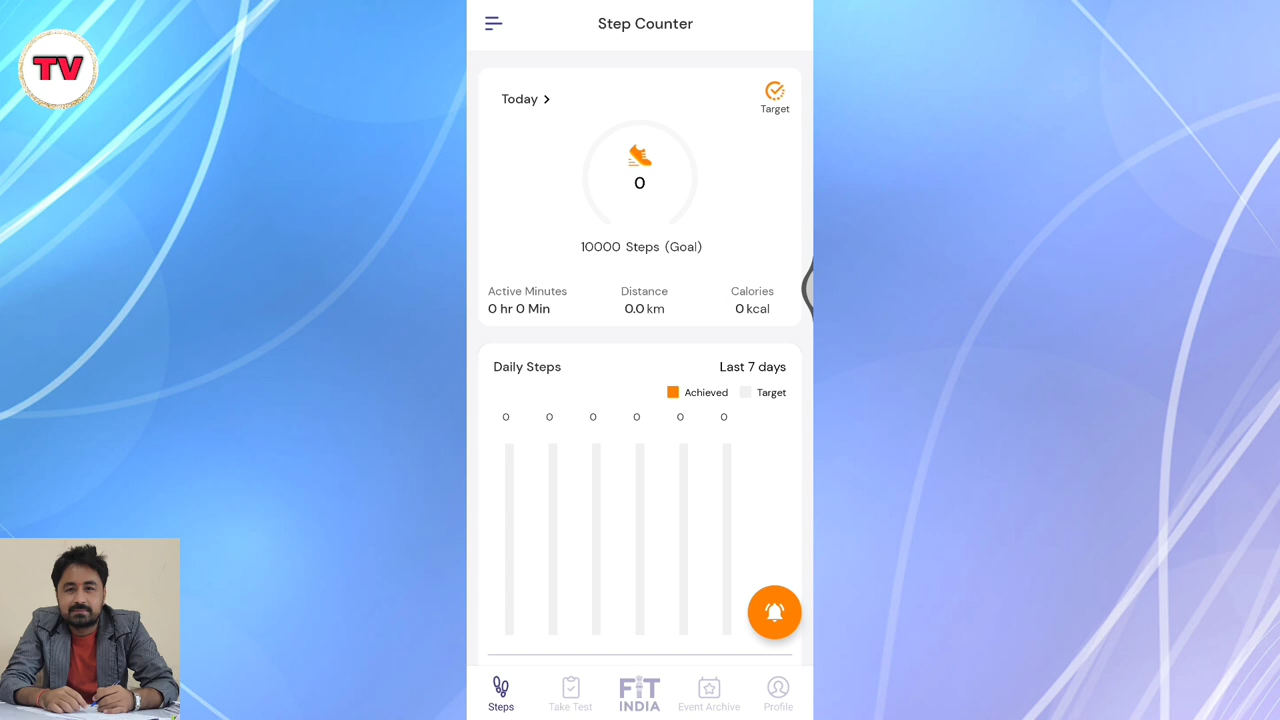 TV
Step Counter
Today
Target
0
10000 Steps (Goal)
Active Minutes Distance Calories
0 hr 0 Min 0.0 km 0 kcal
Daily Steps Last 7 days
Achieved Target
0 0 0 0 0 0
FIT
INDIA
Steps Take Test Event Archive Profile